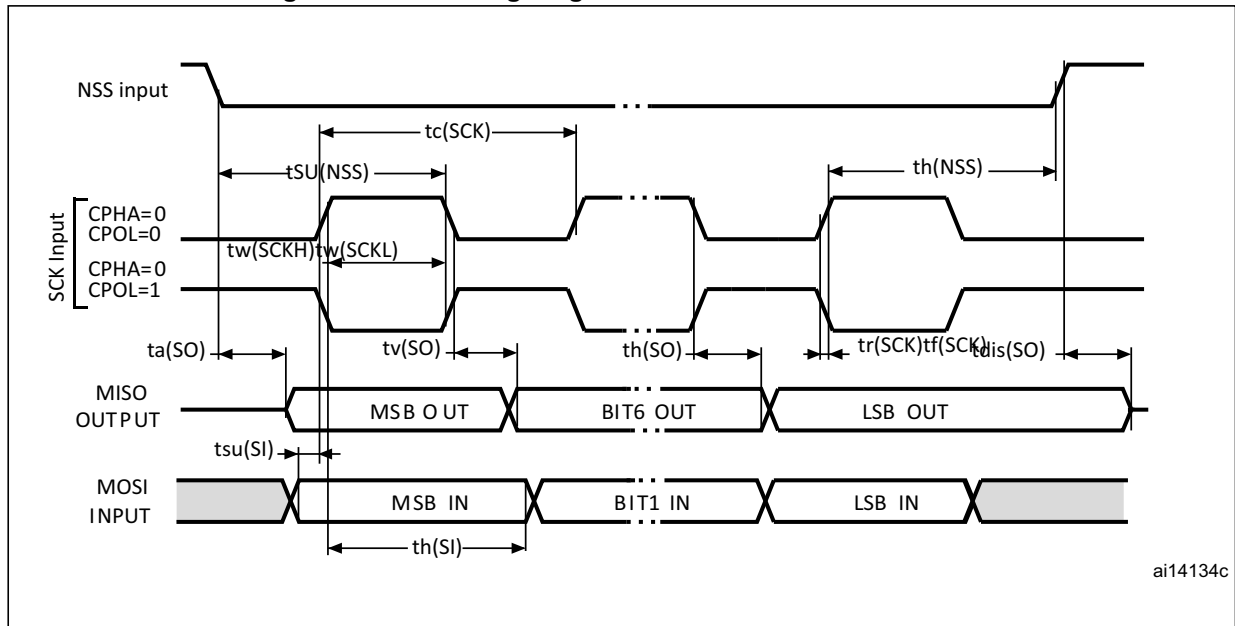 NSS input
tc(SCK)
tSU(NSS)
th(NSS)
SCK Input
CPHA=0
CPOL=0
tw(SCKH)tw(SCKL)
CPHA=0
CPOL=1
ta(SO)
tv(SO)
th(SO)
tr(SCK)tf(SCK)
tdis(SO)
MISO
OUTPUT
MSB OUT
BIT6 OUT
LSB OUT
tsu(SI)
MOSI
INPUT
MSB IN
BIT1 IN
LSB IN
th(SI)
ai14134c